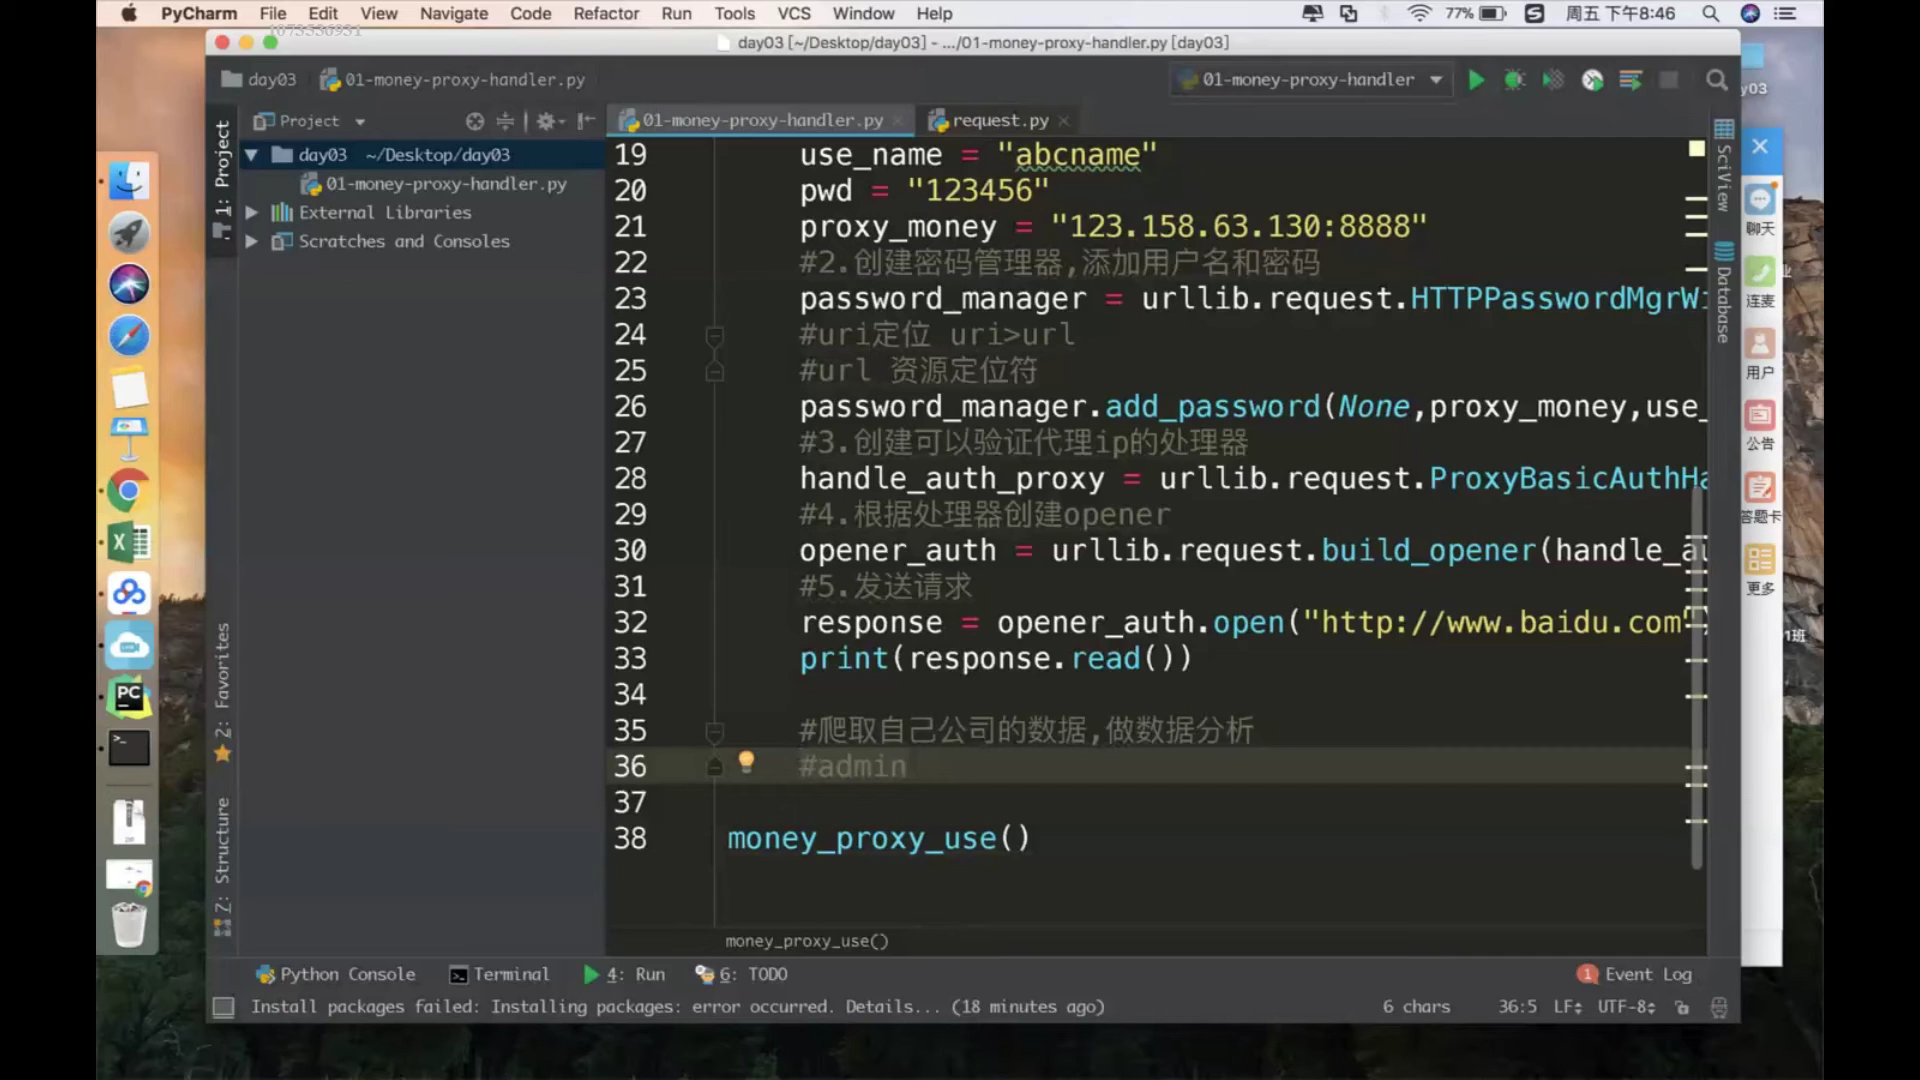 PyCharm File Edit View Navigate Code Refactor Run Tools VCS Window Help 77% 周五 下午8:46
1673556931
day03 [~/Desktop/day03] - .../01-money-proxy-handler.py [day03]
day03 01-money-proxy-handler.py 01-money-proxy-handler
Project 01-money-proxy-handler.py request.py
day03 ~/Desktop/day03
01-money-proxy-handler.py
External Libraries
Scratches and Consoles
1: Project
2: Favorites
Z: Structure
19 use_name = "abcname"
20 pwd = "123456"
21 proxy_money = "123.158.63.130:8888"
22 #2.创建密码管理器,添加用户名和密码
23 password_manager = urllib.request.HTTPPasswordMgrWi
24 #uri定位 uri>url
25 #url 资源定位符
26 password_manager.add_password(None,proxy_money,use_
27 #3.创建可以验证代理ip的处理器
28 handle_auth_proxy = urllib.request.ProxyBasicAuthHa
29 #4.根据处理器创建opener
30 opener_auth = urllib.request.build_opener(handle_au
31 #5.发送请求
32 response = opener_auth.open("http://www.baidu.com")
33 print(response.read())
34
35 #爬取自己公司的数据,做数据分析
36 #admin
37
38 money_proxy_use()
money_proxy_use()
SciView
Database
y03
聊天
连麦
用户
公告
答题卡
更多
1班
PC
Python Console Terminal 4: Run 6: TODO 1 Event Log
Install packages failed: Installing packages: error occurred. Details... (18 minutes ago) 6 chars 36:5 LF UTF-8